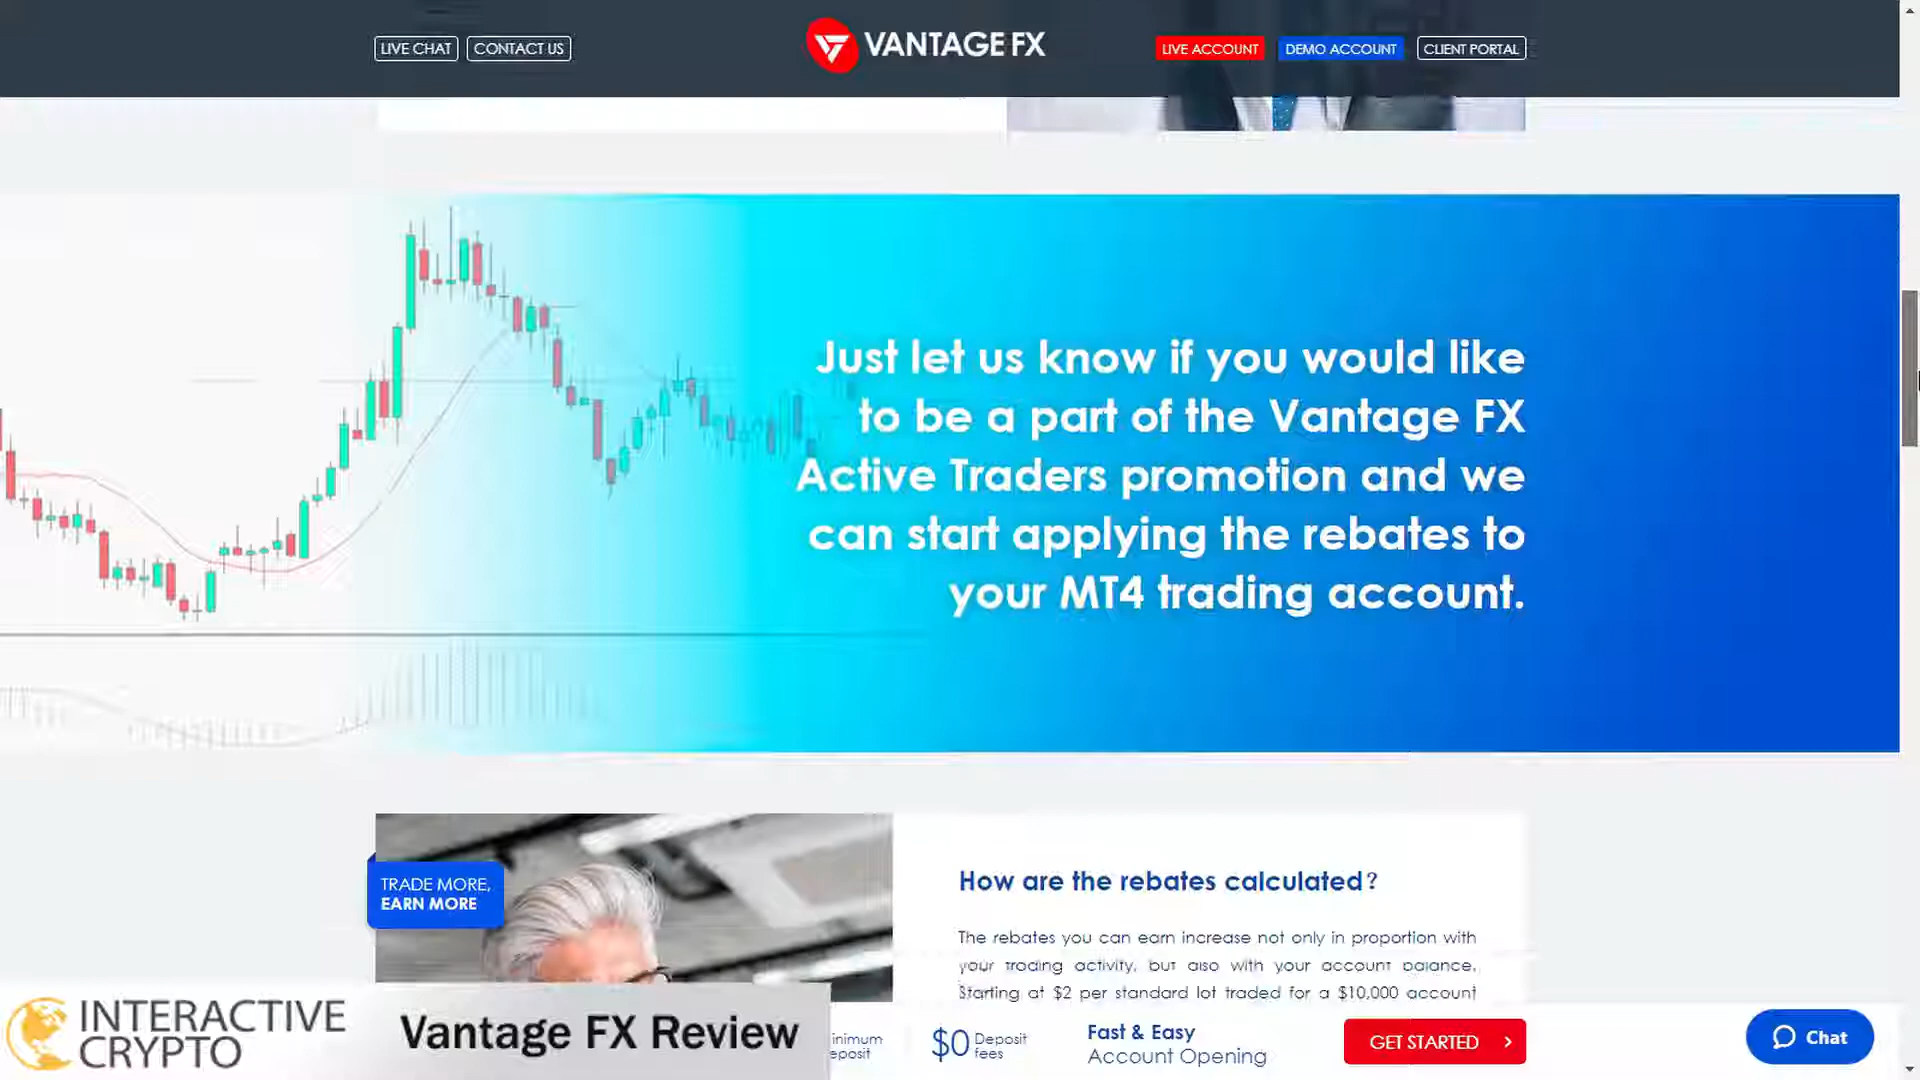 LIVE CHAT
CONTACT US
VANTAGE FX
LIVE ACCOUNT
DEMO ACCOUNT
CLIENT PORTAL
Just let us know if you would like
to be a part of the Vantage FX
Active Traders promotion and we
can start applying the rebates to
your MT4 trading account.
TRADE MORE,
EARN MORE
How are the rebates calculated?
The rebates you can earn increase not only in proportion with
your trading activity, but also with your account balance.
Starting at $2 per standard lot traded for a $10,000 account
INTERACTIVE
CRYPTO
Vantage FX Review
$0 Deposit
fees
Fast & Easy
Account Opening
GET STARTED
Chat